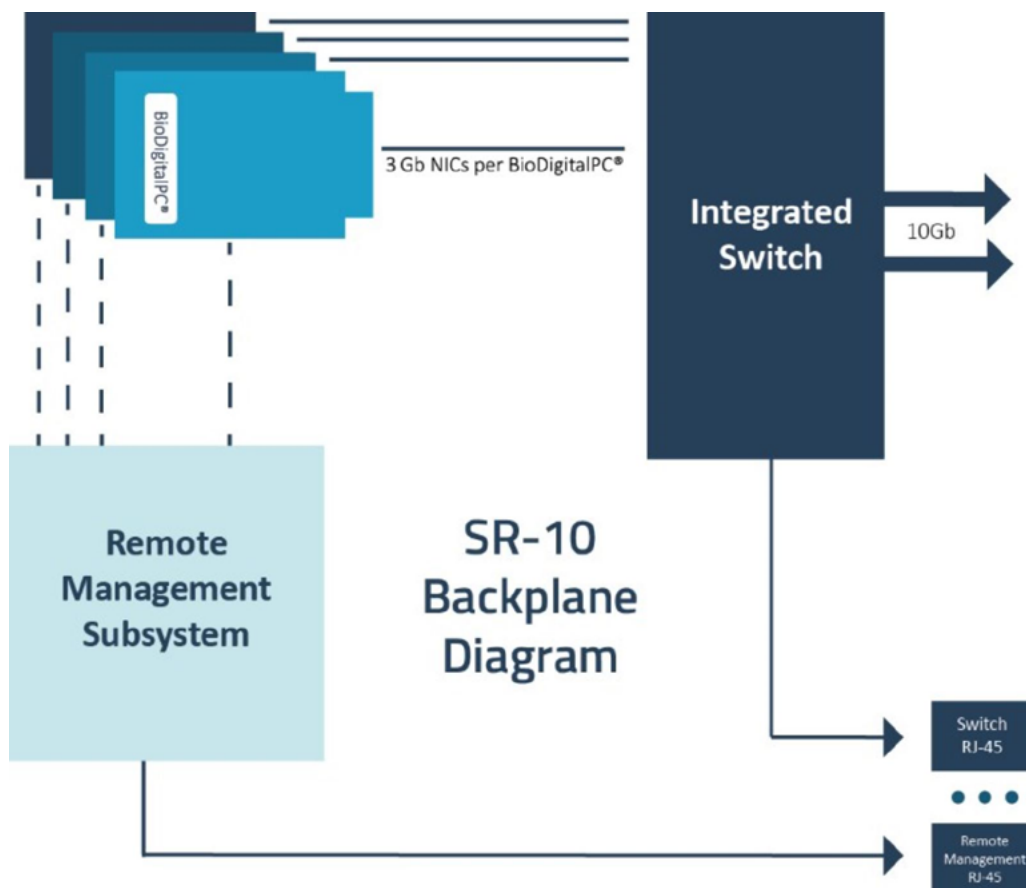 BioDigitalPC®
3 Gb NICs per BioDigitalPC®
Integrated
Switch
10Gb
Remote
Management
Subsystem
SR-10
Backplane
Diagram
Switch
RJ-45
Remote
Management
RJ-45